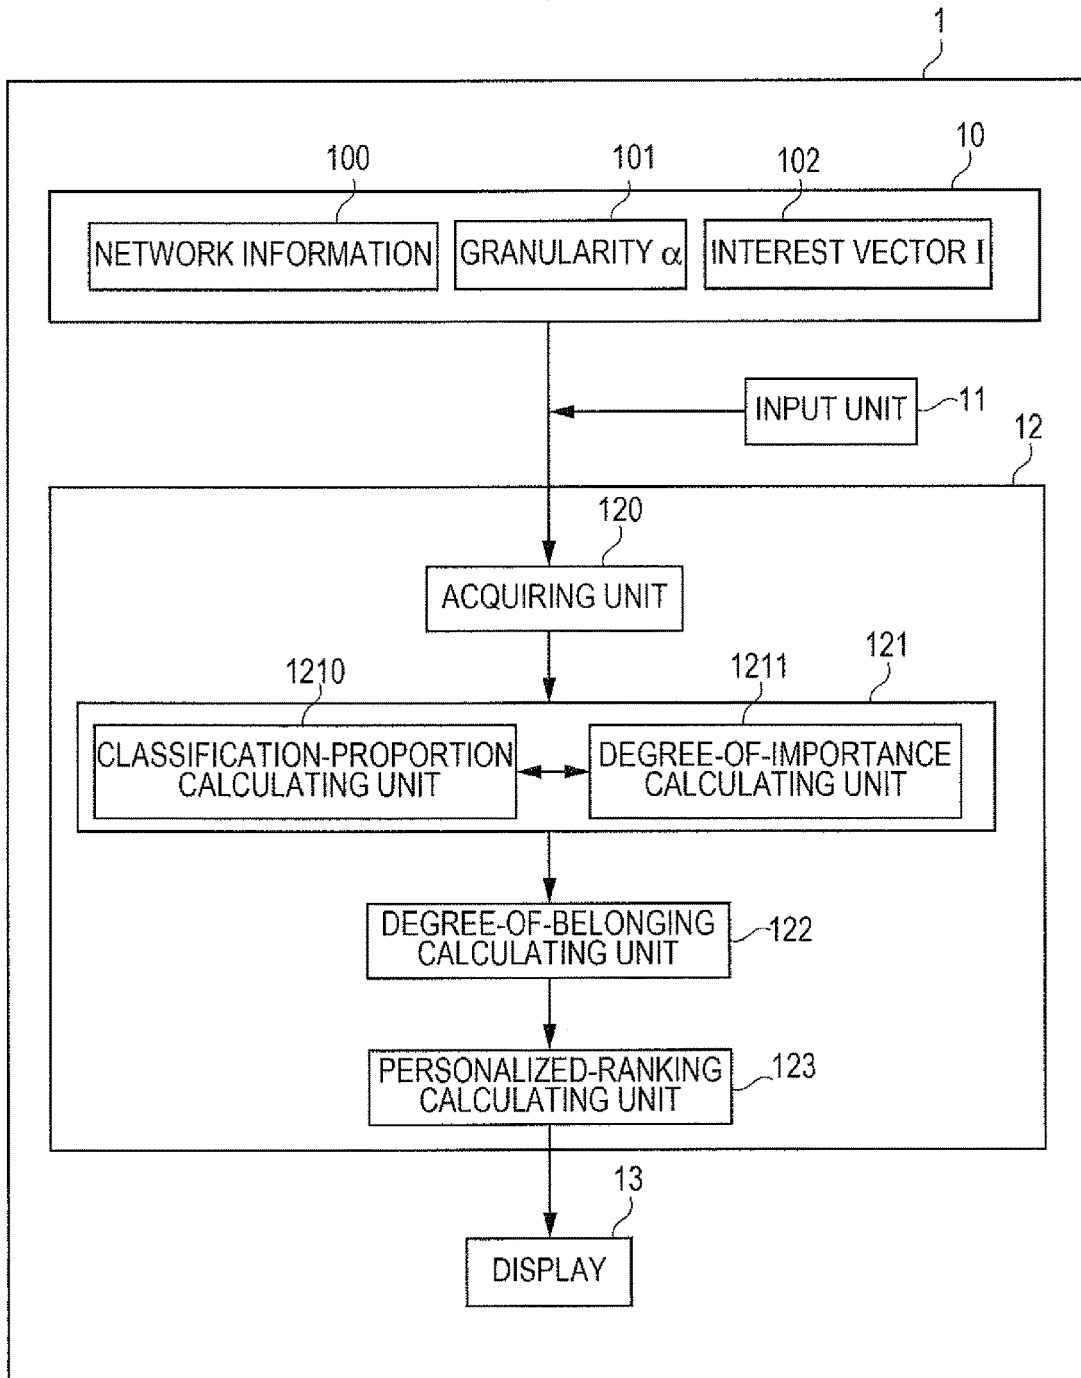 1
10
100
101
102
NETWORK INFORMATION
GRANULARITY α
INTEREST VECTOR I
INPUT UNIT
11
12
120
ACQUIRING UNIT
121
1210
1211
CLASSIFICATION-PROPORTION
CALCULATING UNIT
DEGREE-OF-IMPORTANCE
CALCULATING UNIT
DEGREE-OF-BELONGING
CALCULATING UNIT
122
PERSONALIZED-RANKING
CALCULATING UNIT
123
13
DISPLAY